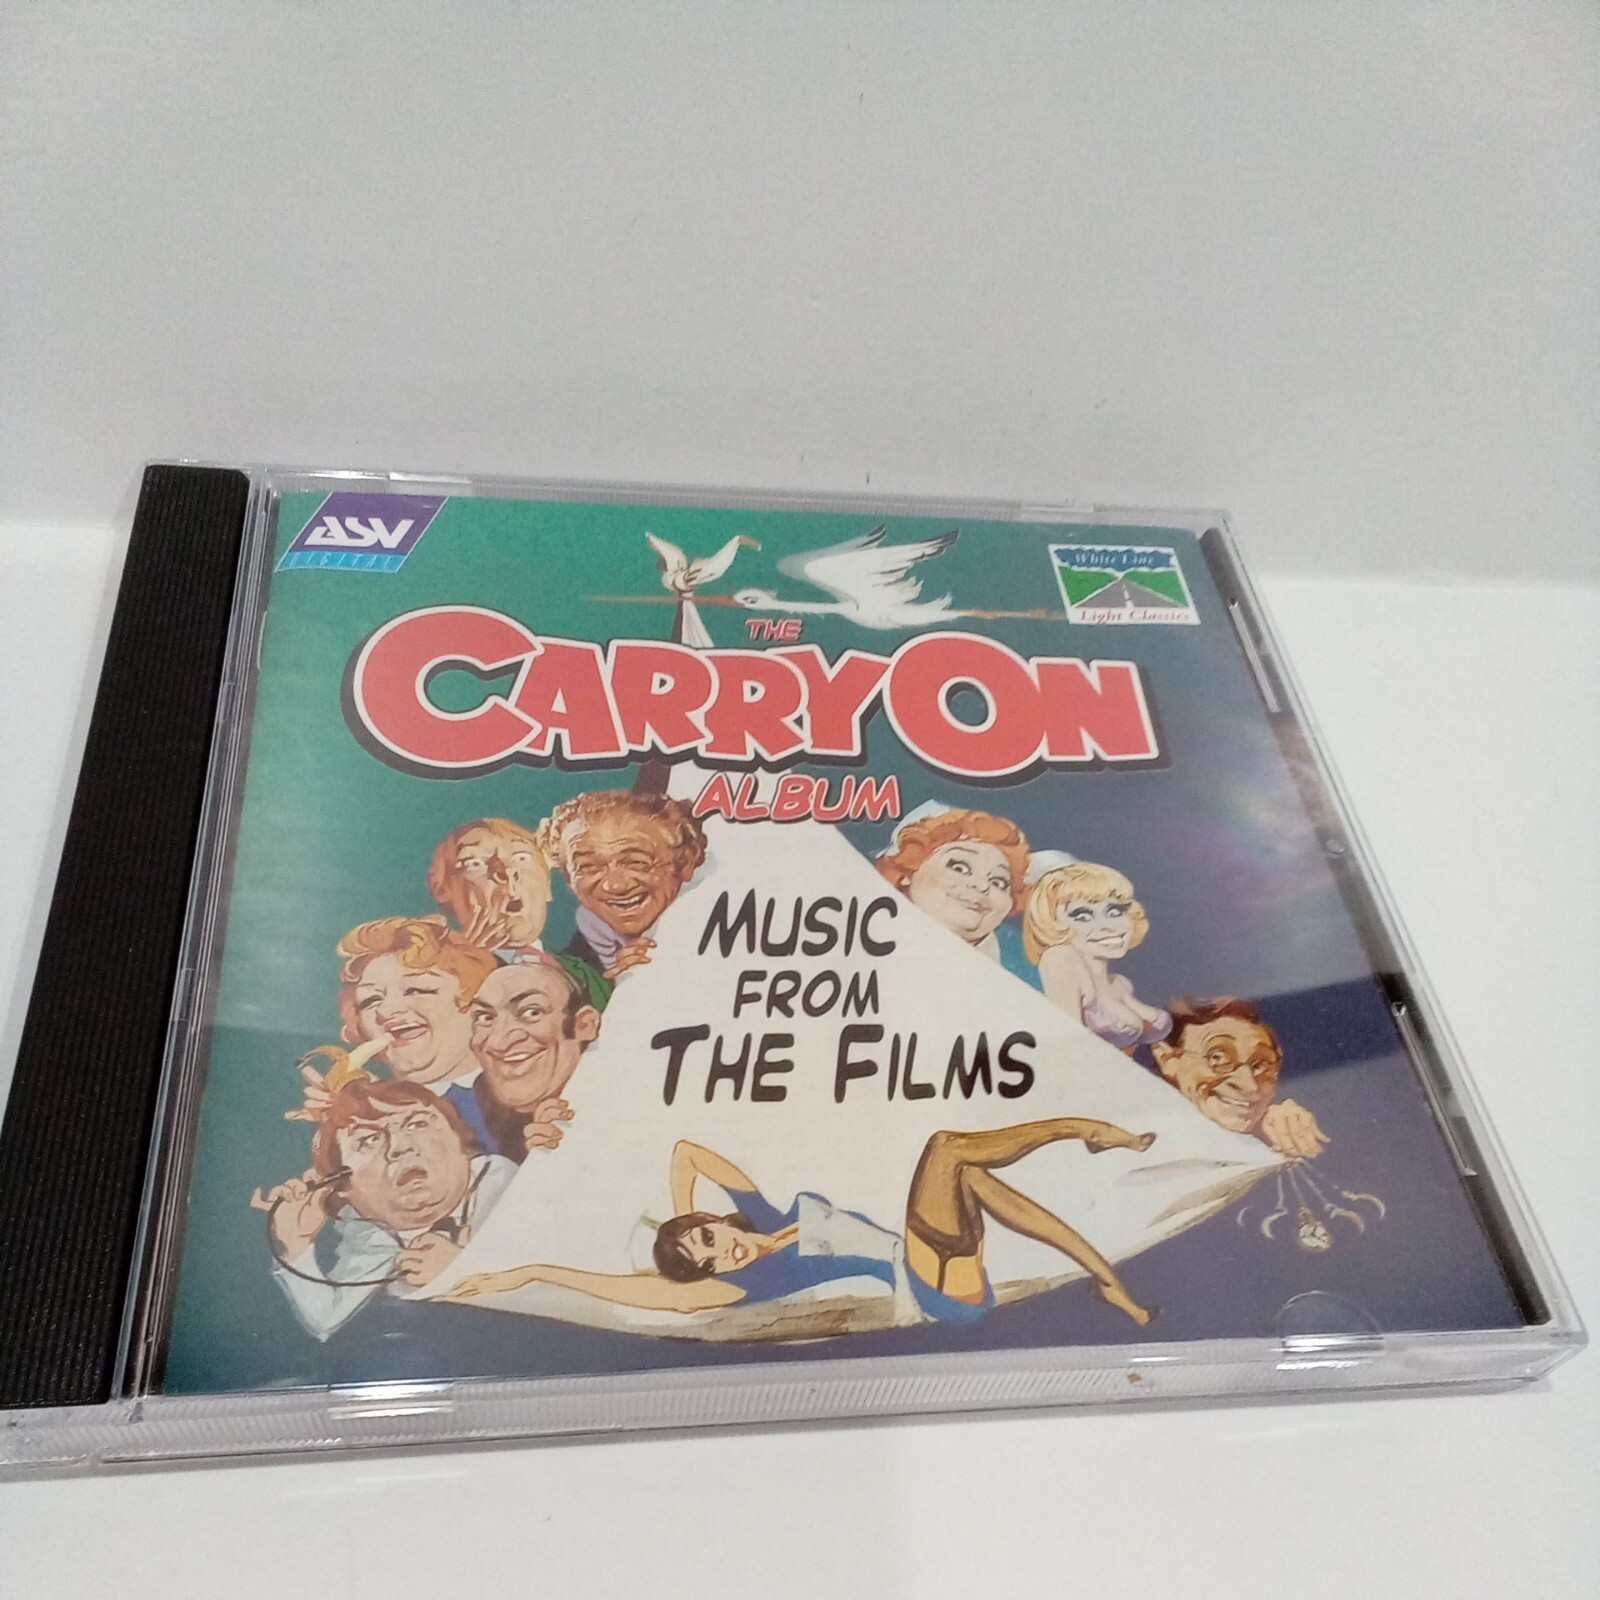 ASV
DIGITAL
White Line
Light Classics
THE
CARRY ON
ALBUM
MUSIC
FROM
THE FILMS